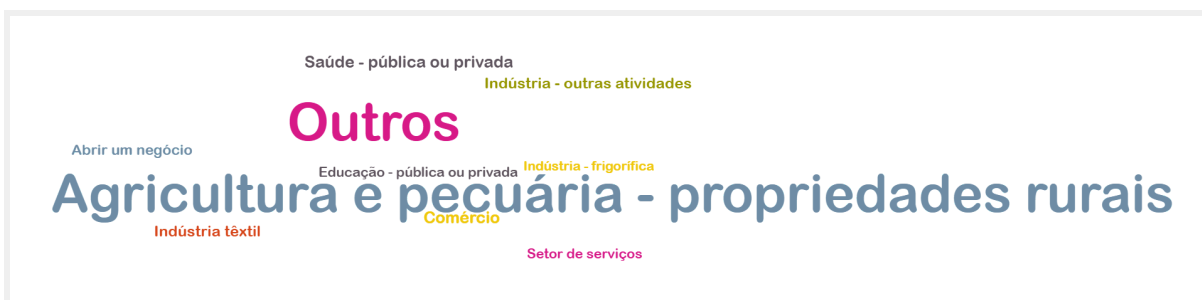 Saúde - pública ou privada
Indústria - outras atividades
Outros
Abrir um negócio
Educação - pública ou privada
Indústria - frigorífica
Agricultura e pecuária - propriedades rurais
Comércio
Indústria têxtil
Setor de serviços